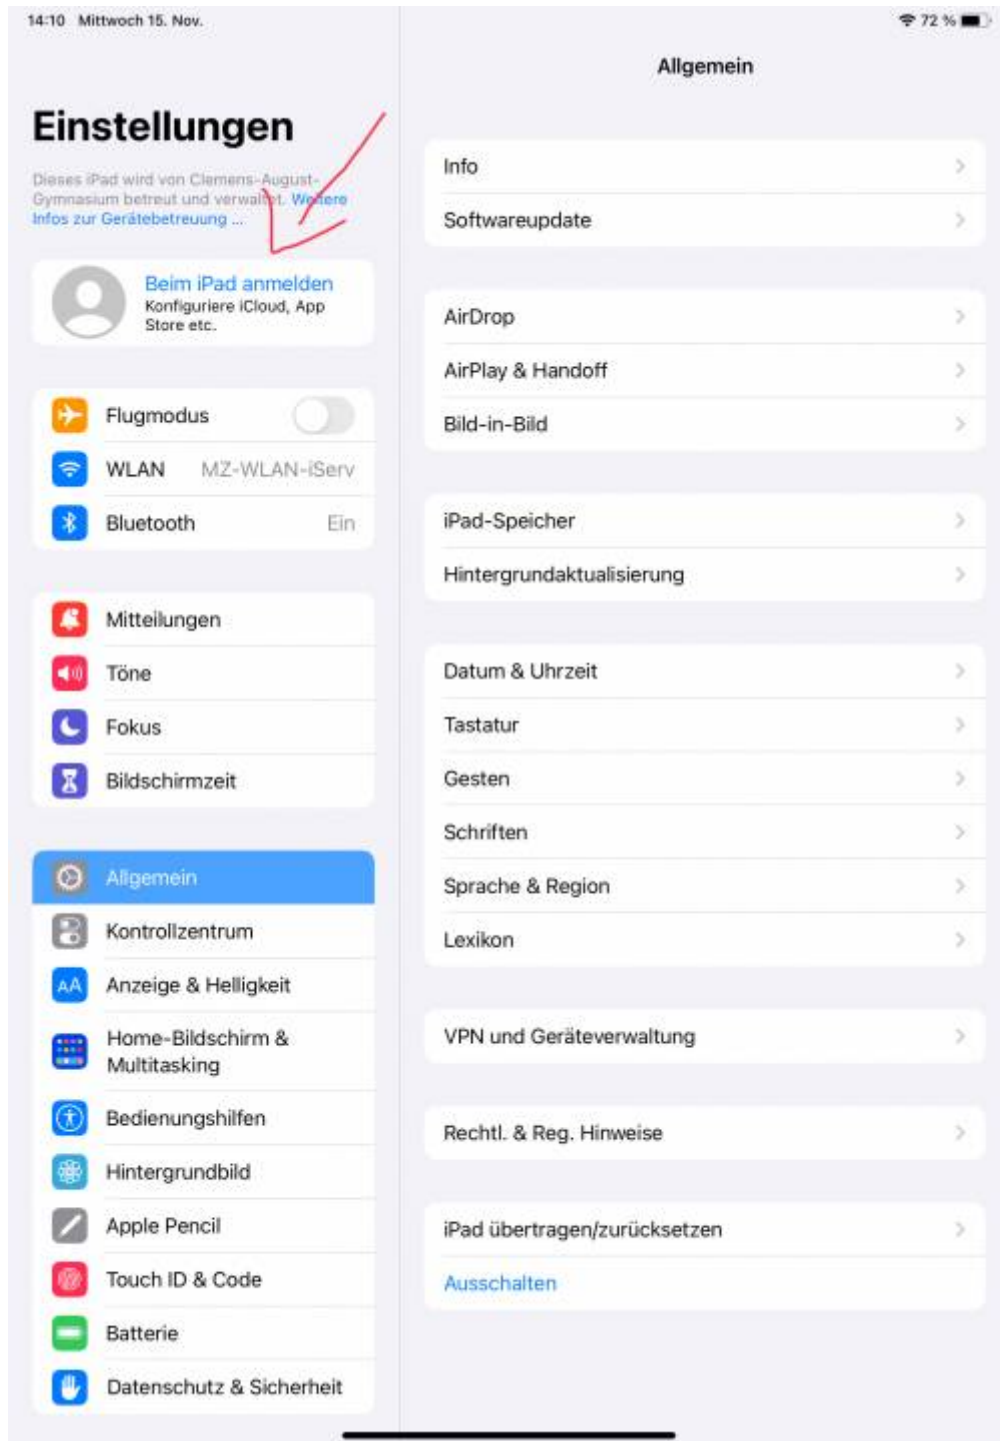 14:10 Mittwoch 15. Nov.
72 %
Einstellungen
Dieses iPad wird von Clemens-August-
Gymnasium betreut und verwaltet. Weitere
Infos zur Gerätebetreuung ...
Beim iPad anmelden
Konfiguriere iCloud, App
Store etc.
Flugmodus
WLAN MZ-WLAN-iServ
Bluetooth Ein
Mitteilungen
Töne
Fokus
Bildschirmzeit
Allgemein
Kontrollzentrum
AA Anzeige & Helligkeit
Home-Bildschirm &
Multitasking
Bedienungshilfen
Hintergrundbild
Apple Pencil
Touch ID & Code
Batterie
Datenschutz & Sicherheit
Allgemein
Info
Softwareupdate
AirDrop
AirPlay & Handoff
Bild-in-Bild
iPad-Speicher
Hintergrundaktualisierung
Datum & Uhrzeit
Tastatur
Gesten
Schriften
Sprache & Region
Lexikon
VPN und Geräteverwaltung
Rechtl. & Reg. Hinweise
iPad übertragen/zurücksetzen
Ausschalten